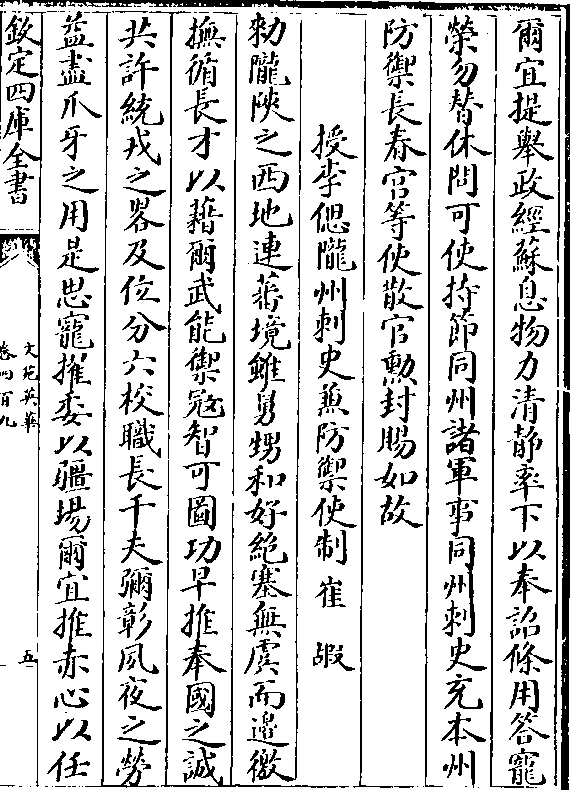 爾宜提舉政經蘇息物力清静率下以奉詔條用答寵
榮勿替休問可使持節同州諸軍事同州刺史充本州
防禦長春宫等使散官勲封賜如故
授李偲隴州刺史兼防禦使制 崔嘏
勑隴陜之西地連蕃境雖舅甥和好絶塞無虞而邉徼
撫循長才以藉爾武能禦冦智可圖功早推奉國之誠
共許統戎之畧及位分六校職長千夫彌彰夙夜之勞
益盡爪牙之用是思寵擢委以疆場爾宜推赤心以任
欽定四庫全書
文苑英華
卷四百九
五